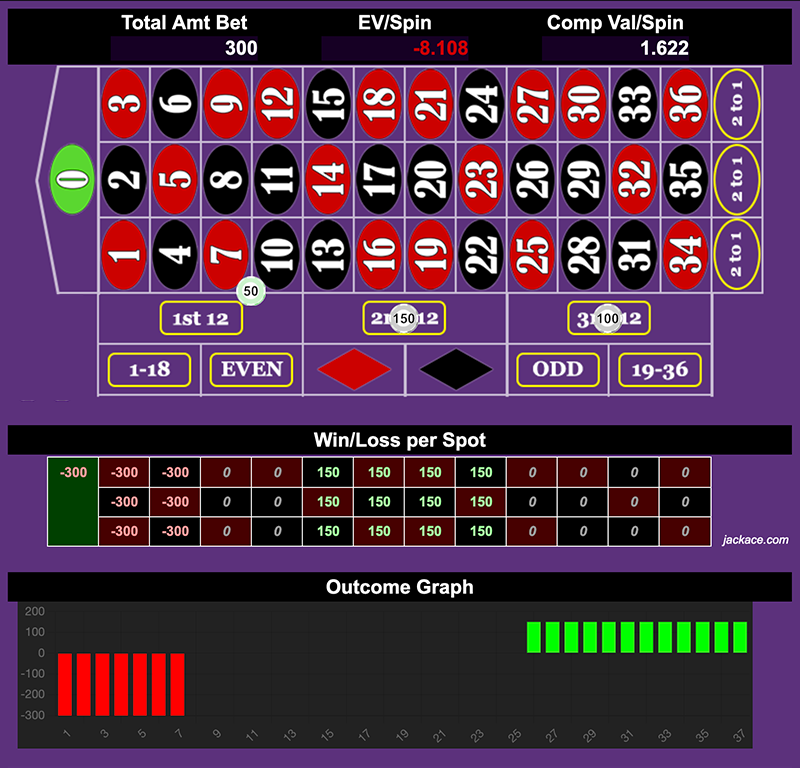 Total Amt Bet EV/Spin Comp Val/Spin
300 -8.108 1.622
3 6 9 12 15 18 21 24 27 30 33 36 2 to 1
0 2 5 8 11 14 17 20 23 26 29 32 35 2 to 1
1 4 7 10 13 16 19 22 25 28 31 34 2 to 1
50
1st 12 150 12 100 12
1-18 EVEN ODD 19-36
Win/Loss per Spot
-300 -300 -300 0 0 150 150 150 150 0 0 0 0
-300 -300 0 0 150 150 150 150 0 0 0 0
-300 -300 0 0 150 150 150 150 0 0 0 0
jackace.com
Outcome Graph
200
100
0
-100
-200
-300
1 3 5 7 9 11 13 15 17 19 21 23 25 27 29 31 33 35 37